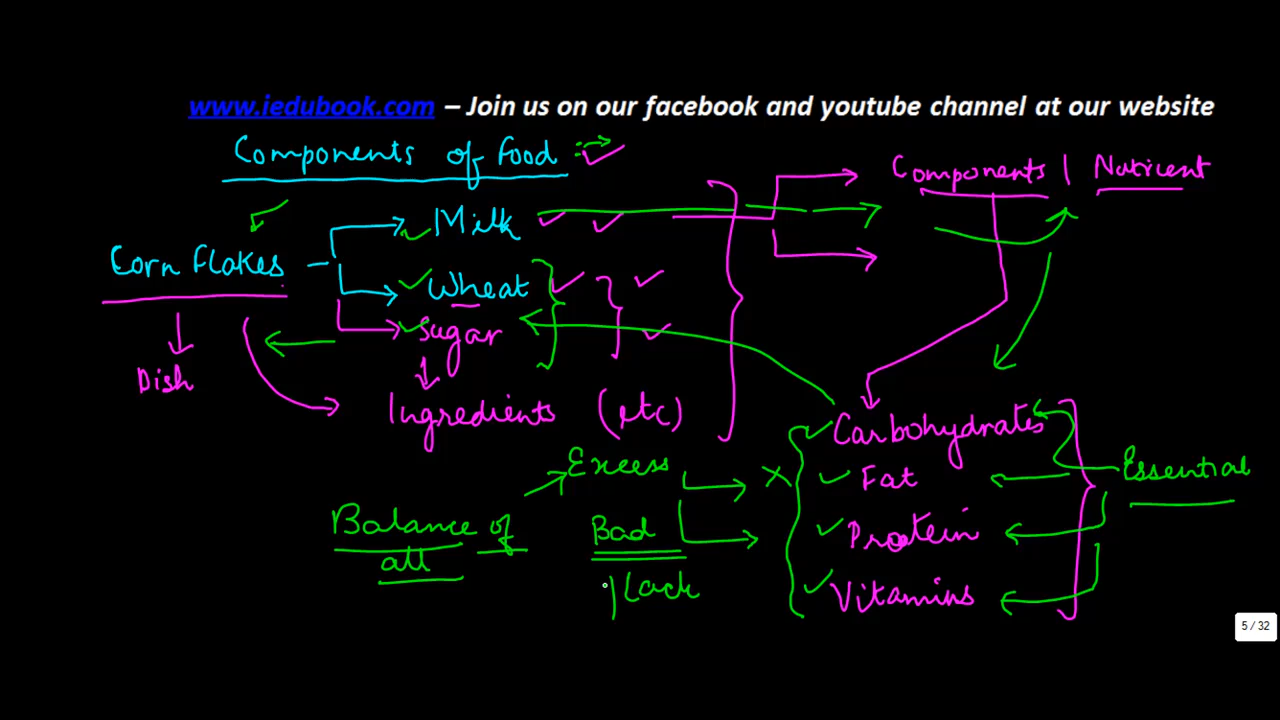 www.iedubook.com – Join us on our facebook and youtube channel at our website
Components of food
Components | Nutrient
Milk
Corn flakes
Wheat
Sugar
Dish
Ingredients (etc)
Carbohydrates
Excess
Essential
Fat
Balance of
all
Bad
Protein
/Lack
Vitamins
5 / 32